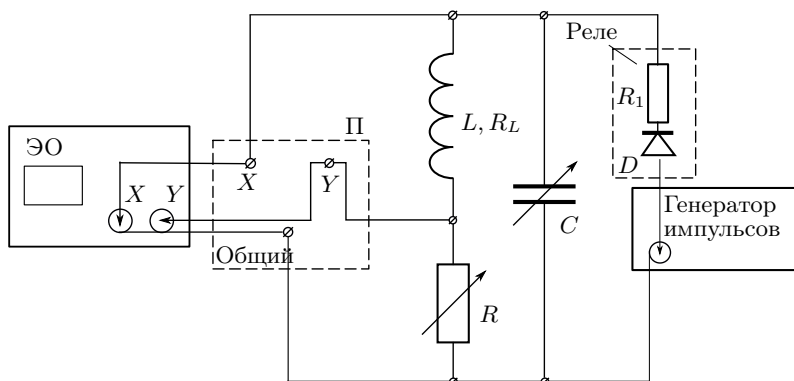 Реле
R₁
L, R_L
П
ЭО
X
Y
X
Y
D
C
Генератор
импульсов
Общий
R